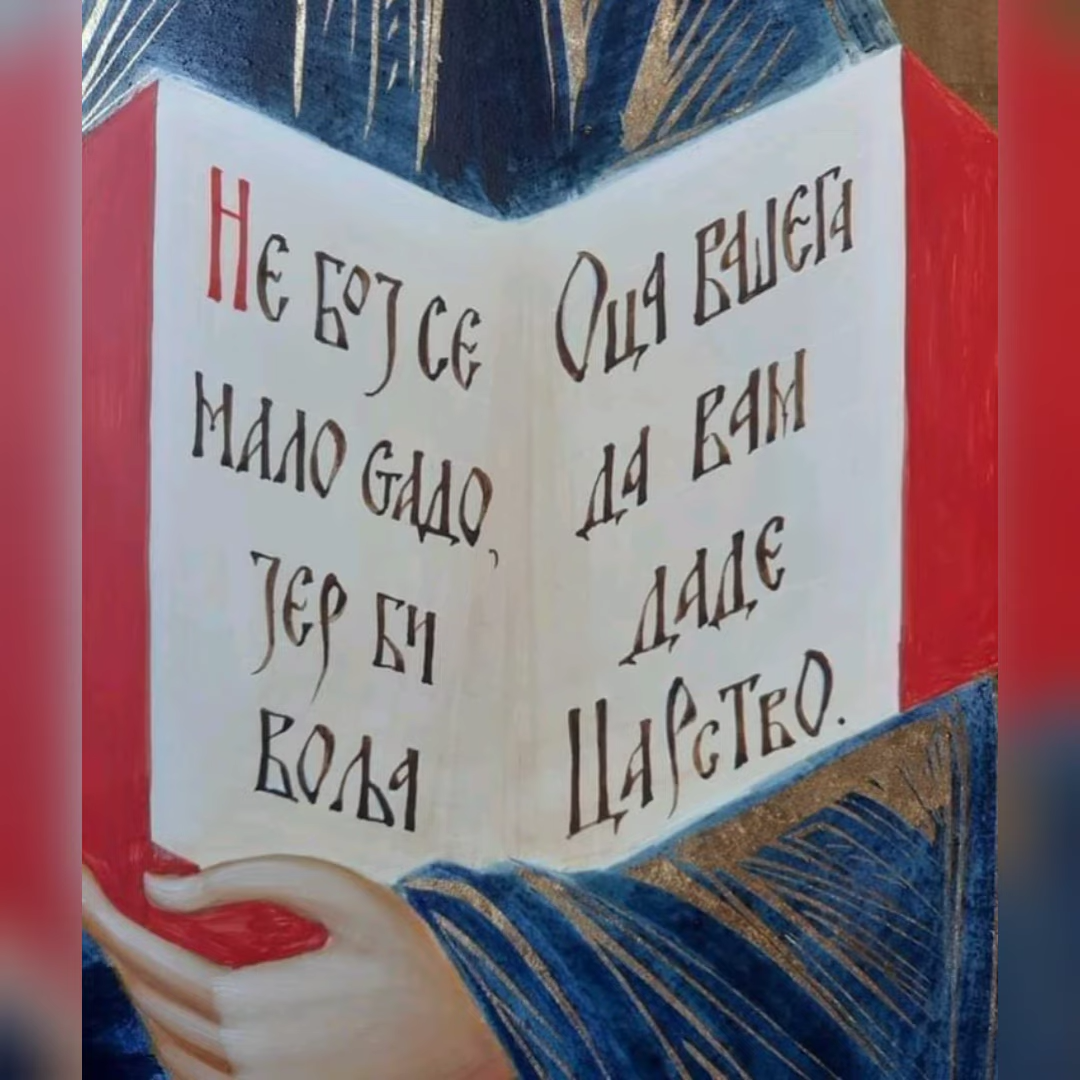 Не бој се
мало стадо,
јер би
воља
Оца вашега
да вам
даде
Царство.